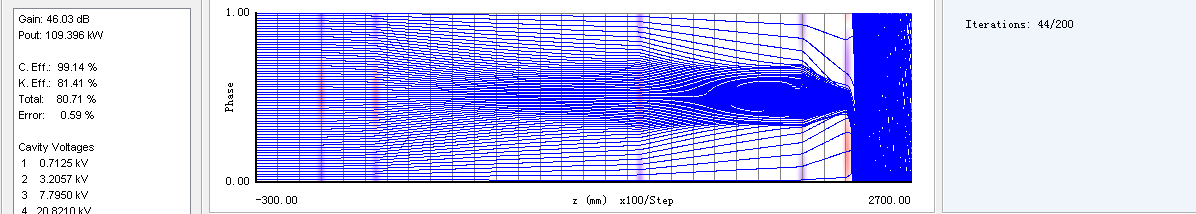 Gain: 46.03 dB
Pout: 109.396 kW
C. Eff.: 99.14 %
K. Eff.: 81.41 %
Total: 80.71 %
Error: 0.59 %
Cavity Voltages
1 0.7125 kV
2 3.2057 kV
3 7.7950 kV
4 20.8210 kV
1.00
Phase
0.00
-300.00 z (mm) x100/Step 2700.00
Iterations: 44/200